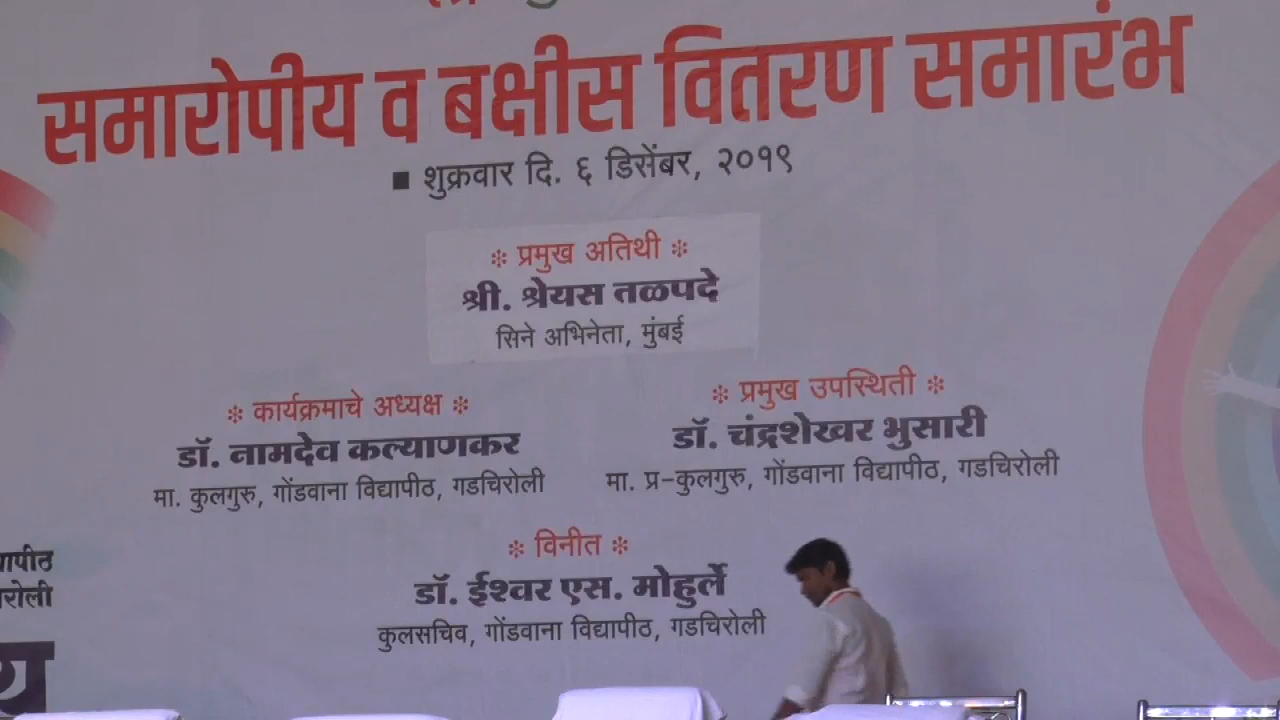 समारोपीय व बक्षीस वितरण समारंभ
■ शुक्रवार दि. ६ डिसेंबर, २०१९
❇ प्रमुख अतिथी ❇
श्री. श्रेयस तळपदे
सिने अभिनेता, मुंबई
❇ कार्यक्रमाचे अध्यक्ष ❇
डॉ. नामदेव कल्याणकर
मा. कुलगुरु, गोंडवाना विद्यापीठ, गडचिरोली
❇ प्रमुख उपस्थिती ❇
डॉ. चंद्रशेखर भुसारी
मा. प्र-कुलगुरु, गोंडवाना विद्यापीठ, गडचिरोली
❇ विनीत ❇
डॉ. ईश्वर एस. मोहुर्ले
कुलसचिव, गोंडवाना विद्यापीठ, गडचिरोली